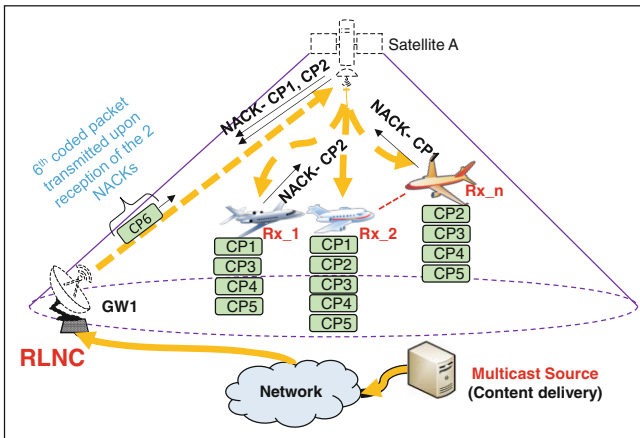 Satellite A
NACK- CP1, CP2
6th coded packet
transmitted upon
reception of the 2
NACKs
CP6
NACK- CP2
NACK- CP1
Rx_1
CP1
CP3
CP4
CP5
Rx_2
CP1
CP2
CP3
CP4
CP5
Rx_n
CP2
CP3
CP4
CP5
GW1
RLNC
Network
Multicast Source
(Content delivery)